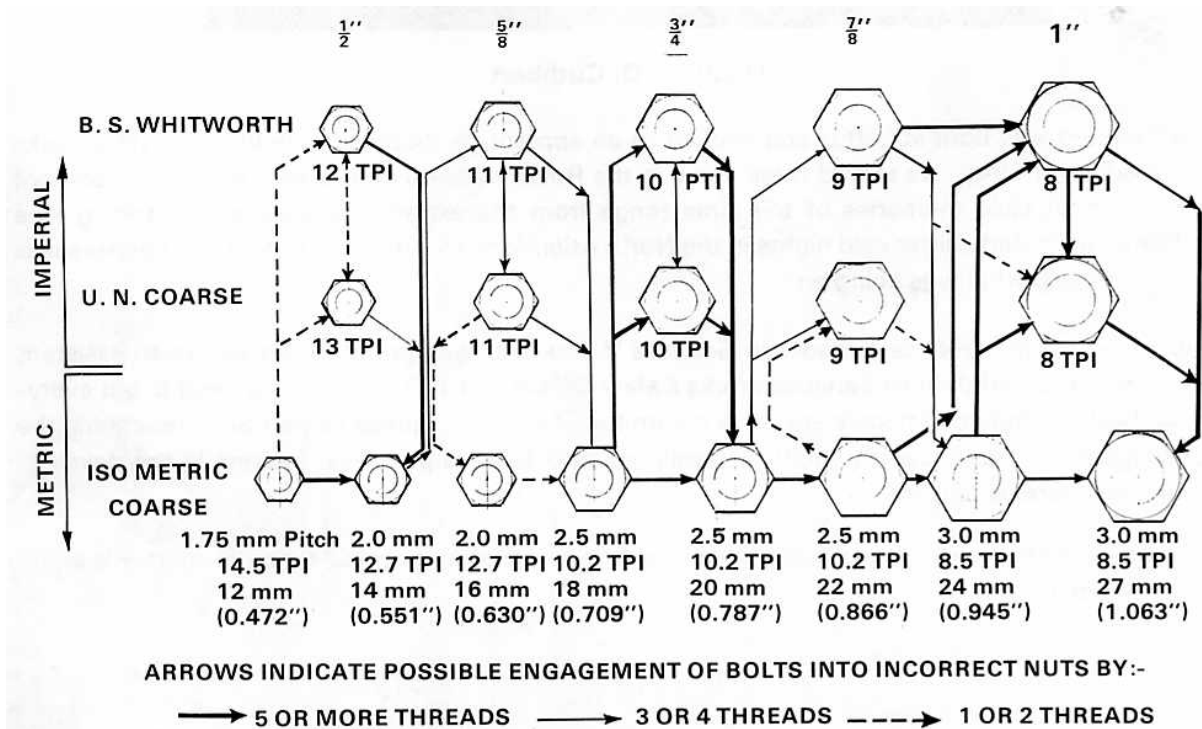 ½″ ⅝″ ¾″ ⅞″ 1″
B. S. WHITWORTH
12 TPI 11 TPI 10 PTI 9 TPI 8 TPI
IMPERIAL
U. N. COARSE
13 TPI 11 TPI 10 TPI 9 TPI 8 TPI
METRIC
ISO METRIC
COARSE
1.75 mm Pitch 2.0 mm 2.0 mm 2.5 mm 2.5 mm 2.5 mm 3.0 mm 3.0 mm
14.5 TPI 12.7 TPI 12.7 TPI 10.2 TPI 10.2 TPI 10.2 TPI 8.5 TPI 8.5 TPI
12 mm 14 mm 16 mm 18 mm 20 mm 22 mm 24 mm 27 mm
(0.472″) (0.551″) (0.630″) (0.709″) (0.787″) (0.866″) (0.945″) (1.063″)
ARROWS INDICATE POSSIBLE ENGAGEMENT OF BOLTS INTO INCORRECT NUTS BY:-
5 OR MORE THREADS 3 OR 4 THREADS 1 OR 2 THREADS